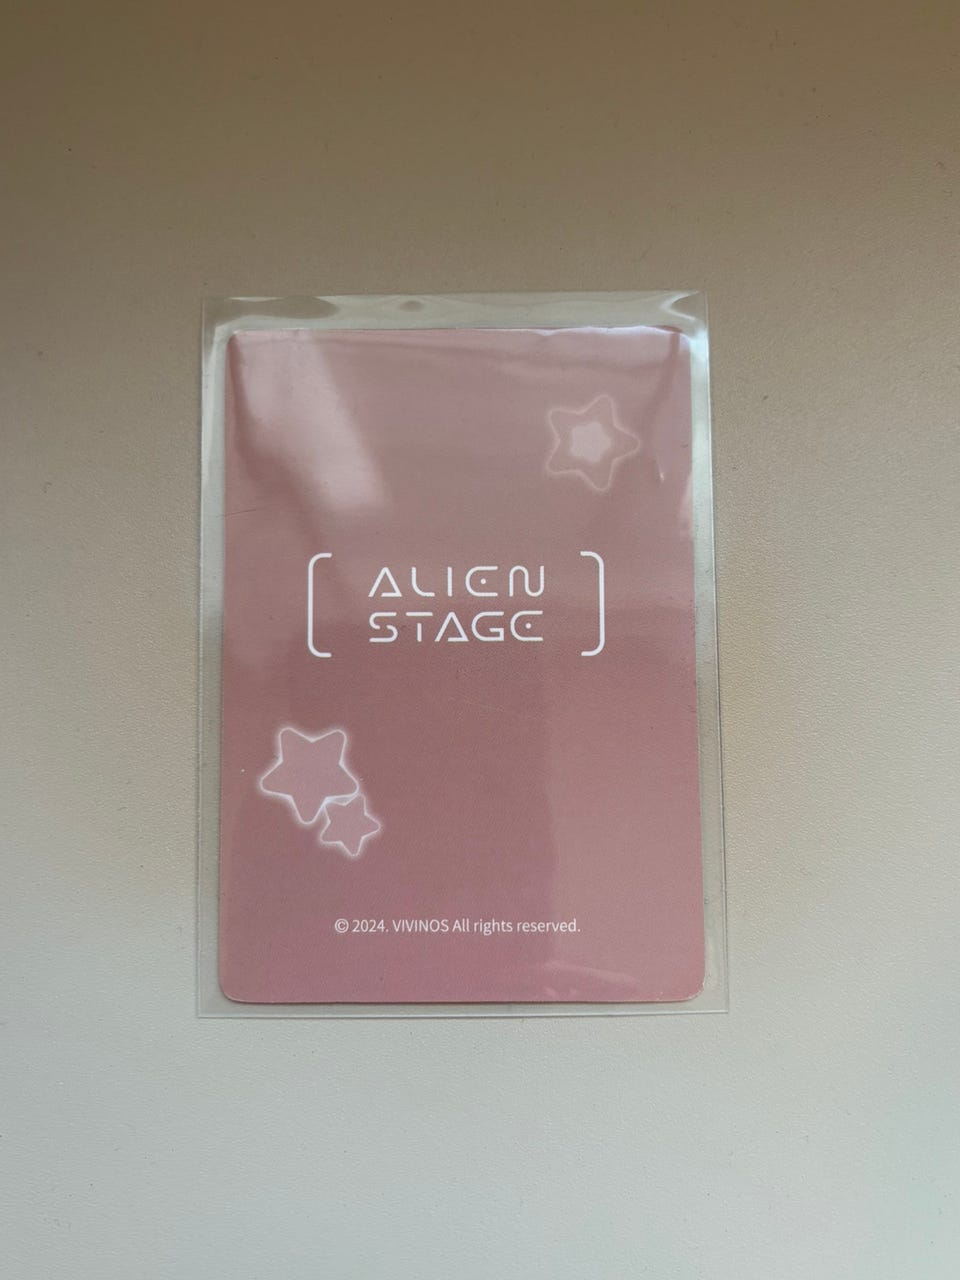 ALIEN
STAGE
© 2024. VIVINOS All rights reserved.